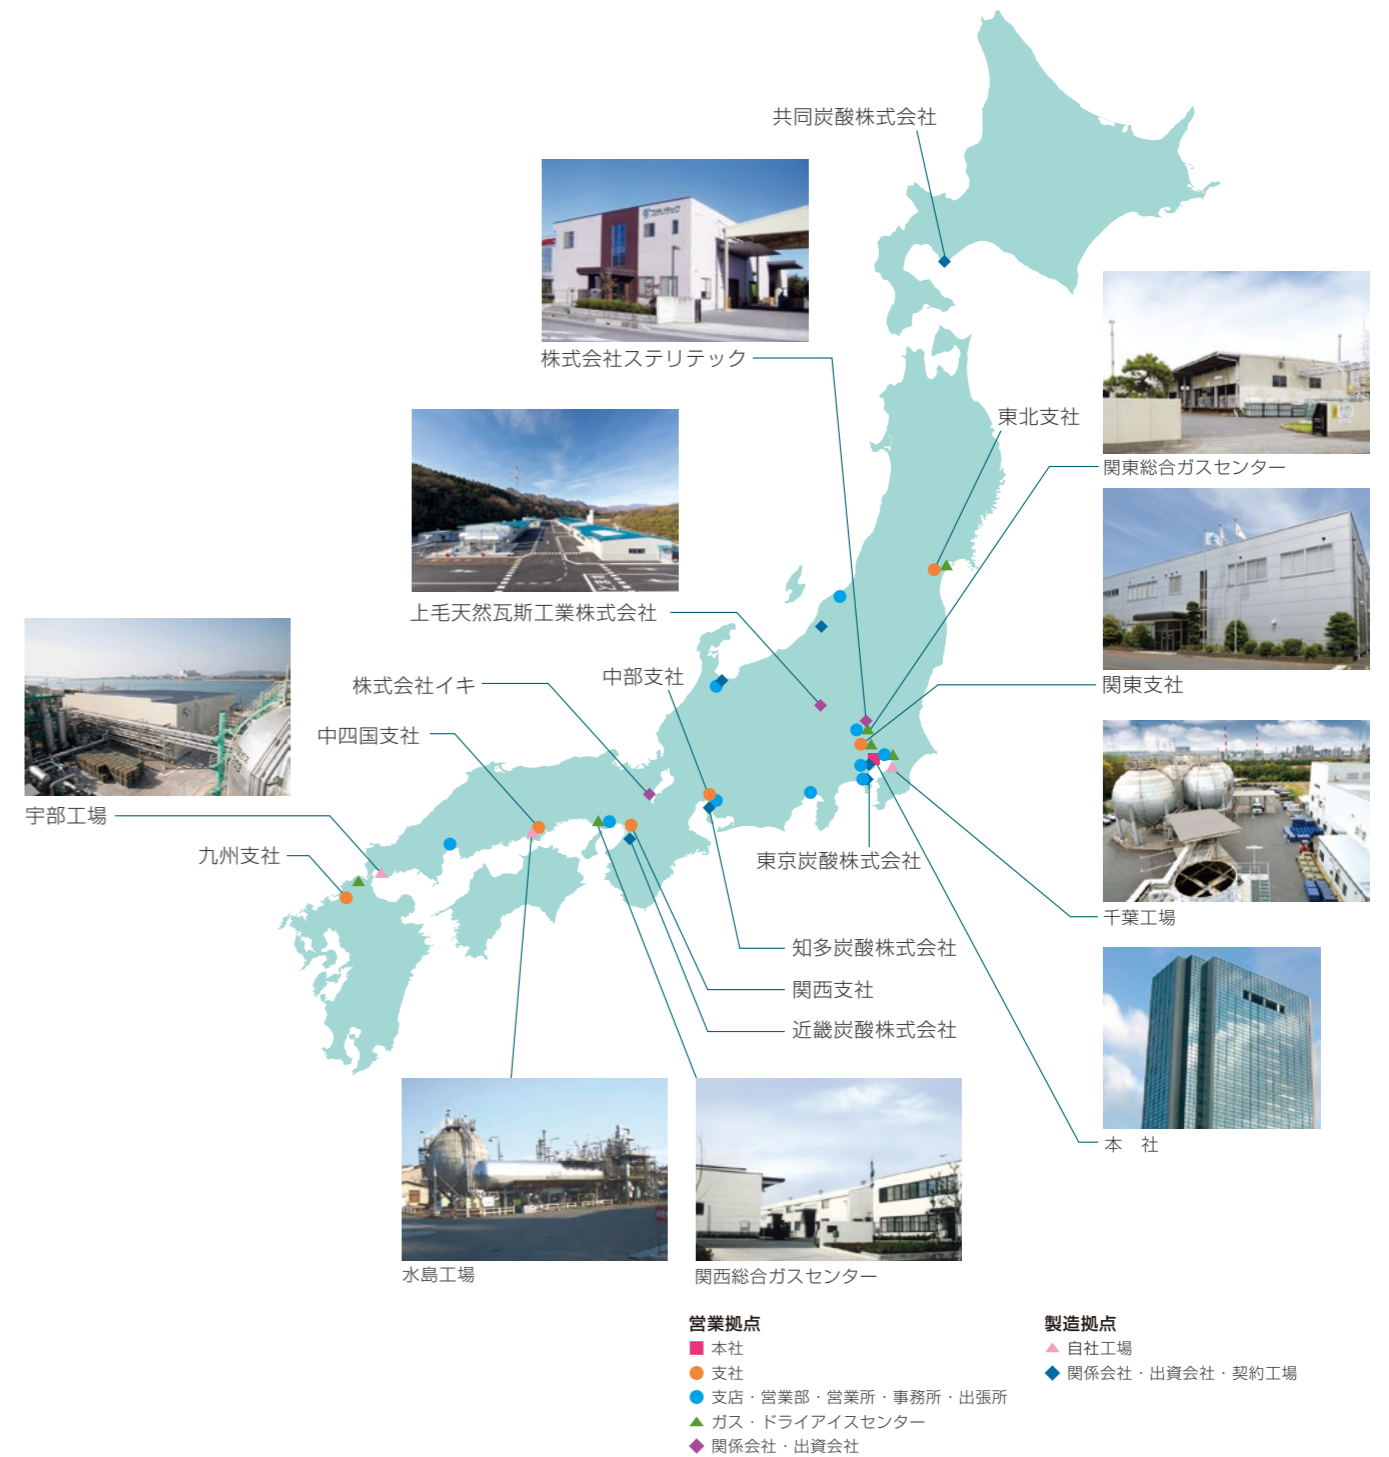 共同炭酸株式会社
ステリテック
株式会社ステリテック
東北支社
関東総合ガスセンター
上毛天然瓦斯工業株式会社
関東支社
中部支社
株式会社イキ
中四国支社
宇部工場
九州支社
東京炭酸株式会社
千葉工場
知多炭酸株式会社
関西支社
近畿炭酸株式会社
本　社
水島工場
関西総合ガスセンター
営業拠点
本社
支社
支店・営業部・営業所・事務所・出張所
ガス・ドライアイスセンター
関係会社・出資会社
製造拠点
自社工場
関係会社・出資会社・契約工場